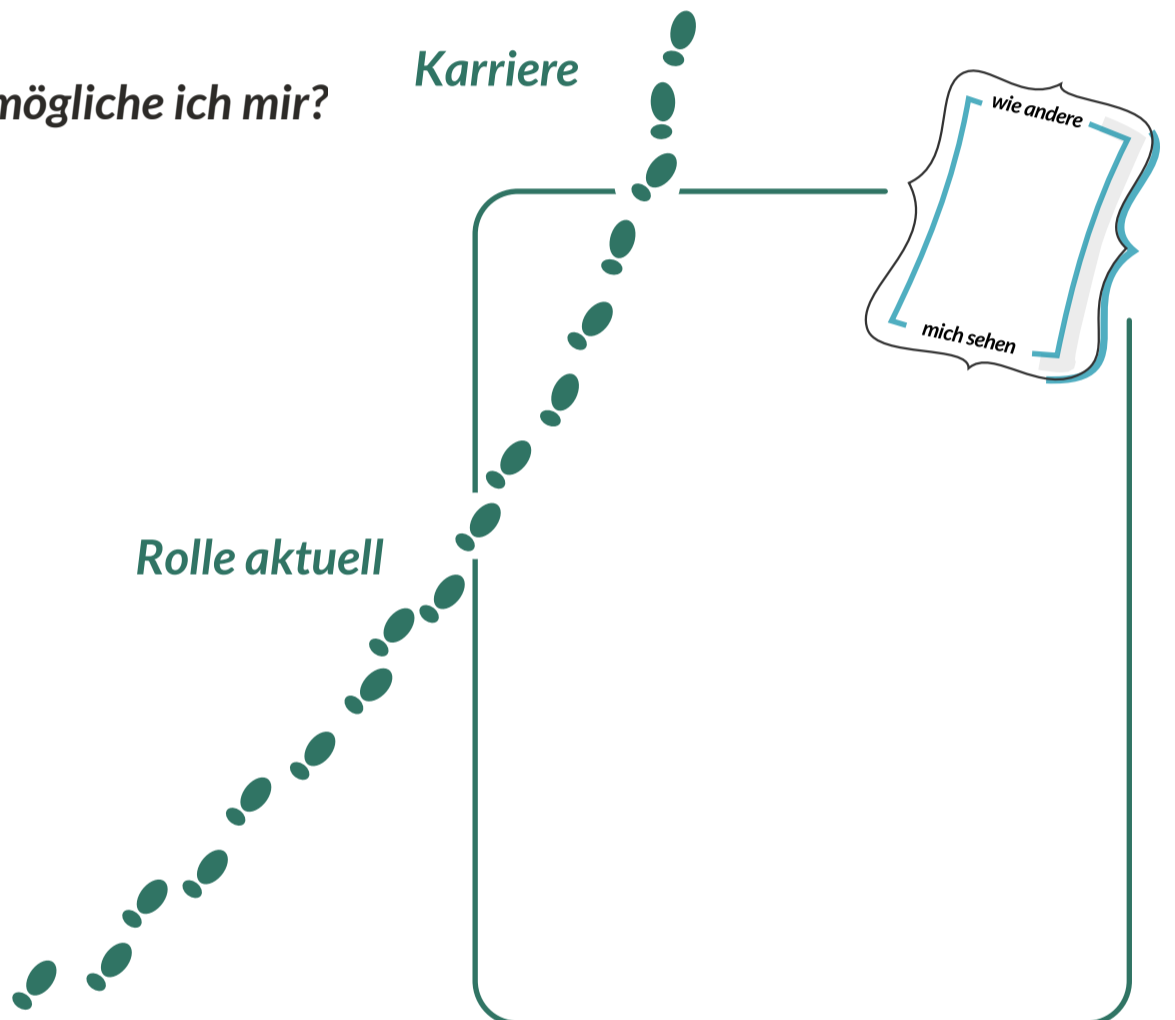 Karriere
mögliche ich mir?
wie andere
mich sehen
Rolle aktuell